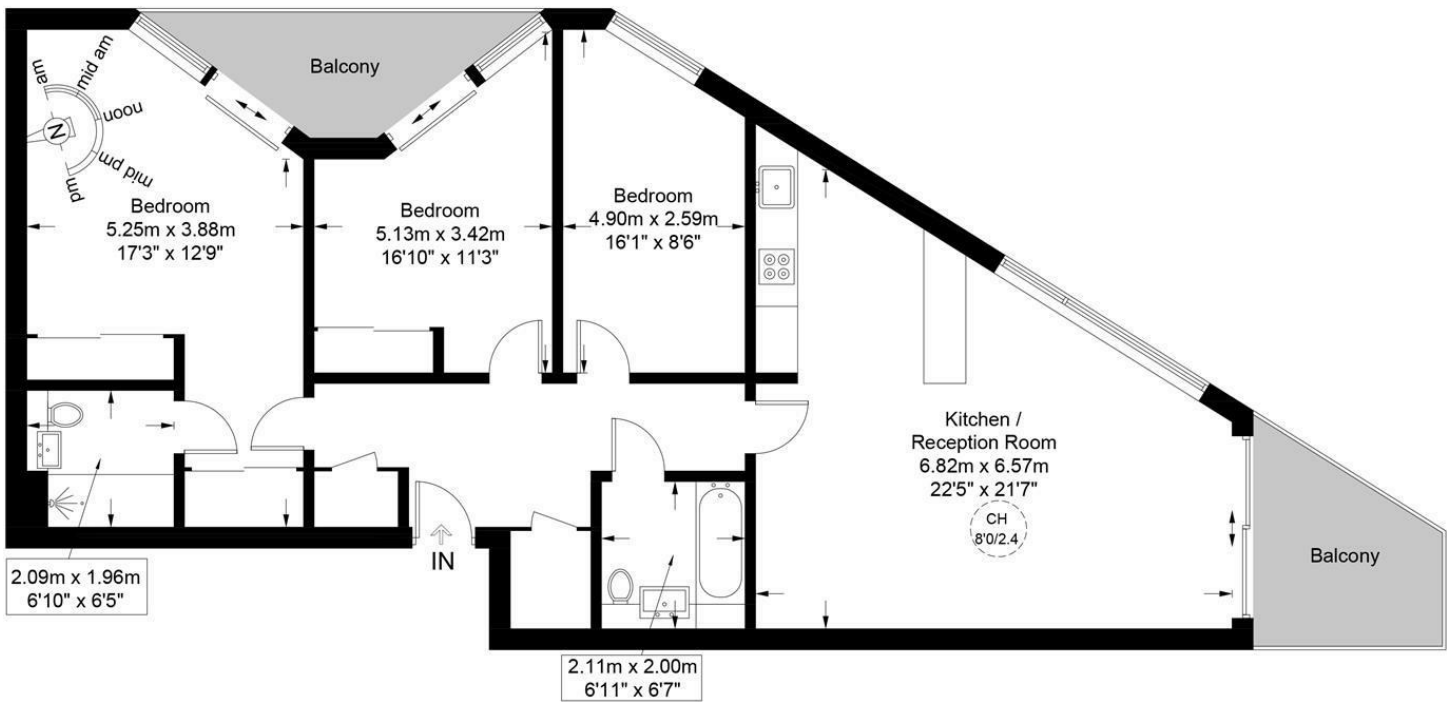 am
mid am
noon
mid pm
pm
N
Balcony
Bedroom
5.25m x 3.88m
17'3" x 12'9"
Bedroom
5.13m x 3.42m
16'10" x 11'3"
Bedroom
4.90m x 2.59m
16'1" x 8'6"
Kitchen /
Reception Room
6.82m x 6.57m
22'5" x 21'7"
CH
8'0/2.4
Balcony
IN
2.09m x 1.96m
6'10" x 6'5"
2.11m x 2.00m
6'11" x 6'7"